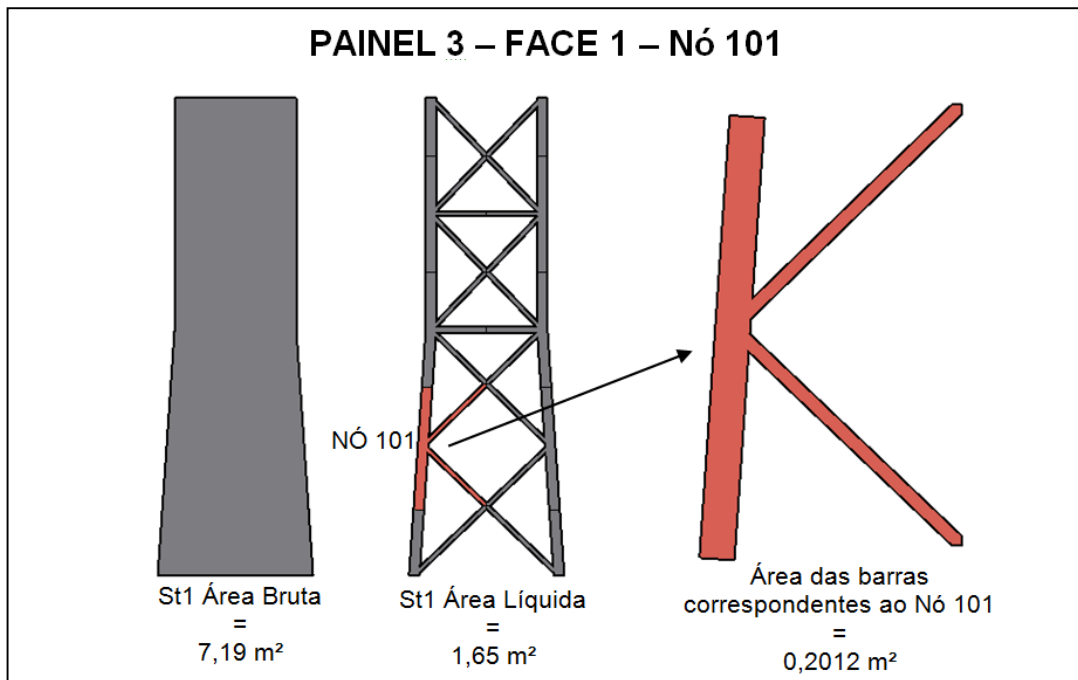 PAINEL 3 – FACE 1 – Nó 101
NÓ 101
St1 Área Bruta
=
7,19 m²
St1 Área Líquida
=
1,65 m²
Área das barras
correspondentes ao Nó 101
=
0,2012 m²